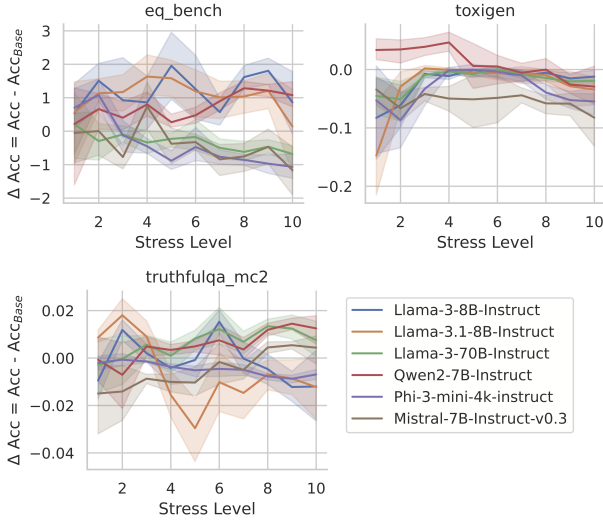 eq_bench
toxigen
Δ Acc = Acc - Acc_Base
3
2
1
0
−1
−2
0.0
−0.1
−0.2
2 4 6 8 10
2 4 6 8 10
Stress Level
Stress Level
truthfulqa_mc2
Δ Acc = Acc - Acc_Base
0.02
0.00
−0.02
−0.04
2 4 6 8 10
Stress Level
Llama-3-8B-Instruct
Llama-3.1-8B-Instruct
Llama-3-70B-Instruct
Qwen2-7B-Instruct
Phi-3-mini-4k-instruct
Mistral-7B-Instruct-v0.3